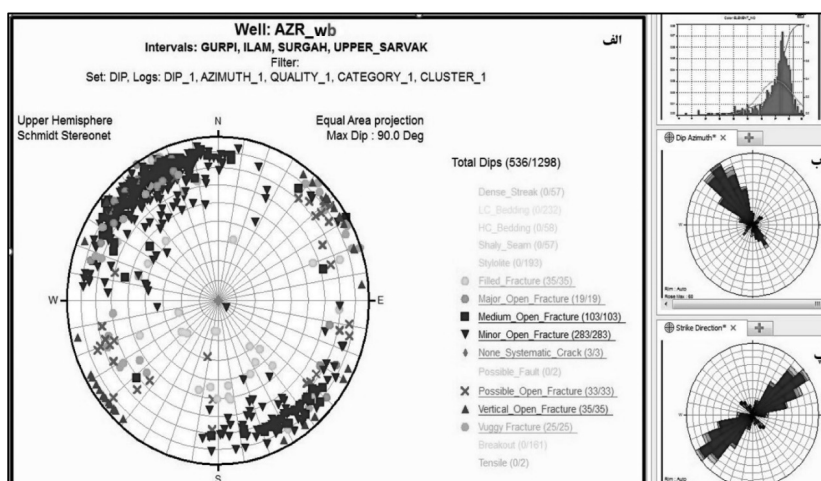 Well: AZR_wb
الف
Intervals: GURPI, ILAM, SURGAH, UPPER_SARVAK
Filter:
Set: DIP, Logs: DIP_1, AZIMUTH_1, QUALITY_1, CATEGORY_1, CLUSTER_1
Upper Hemisphere
Schmidt Stereonet
Equal Area projection
Max Dip : 90.0 Deg
N
W
E
S
Total Dips (536/1298)
Dense_Streak (0/57)
LC_Bedding (0/232)
HC_Bedding (0/58)
Shaly_Seam (0/57)
Stylolite (0/193)
Filled_Fracture (35/35)
Major_Open_Fracture (19/19)
Medium_Open_Fracture (103/103)
Minor_Open_Fracture (283/283)
None_Systematic_Crack (3/3)
Possible_Fault (0/2)
Possible_Open_Fracture (33/33)
Vertical_Open_Fracture (35/35)
Vuggy Fracture (25/25)
Breakout (0/161)
Tensile (0/2)
Dip Azimuth*
Strike Direction*